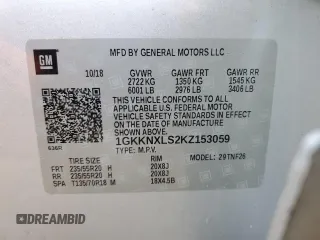 GM
MFD BY GENERAL MOTORS LLC
10/18 GVWR GAWR FRT GAWR RR
2722 KG 1350 KG 1545 KG
6001 LB 2976 LB 3406 LB
THIS VEHICLE CONFORMS TO ALL APPLICABLE U.S.
FEDERAL MOTOR VEHICLE SAFETY AND THEFT
PREVENTION STANDARDS IN EFFECT ON THE DATE OF
MANUFACTURE SHOWN ABOVE.
1GKKNXLS2KZ153059
TYPE: M.P.V. MODEL:
TIRE SIZE RIM
FRT 235/55R20 H 20X8J
RR 235/55R20 H 20X8J
SPA T135/70R18 M 18X4.5B